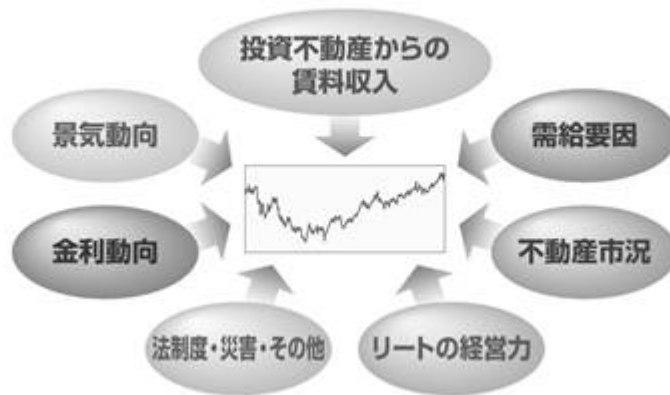 投資不動産からの
賃料収入
景気動向
需給要因
金利動向
不動産市況
法制度・災害・その他
リートの経営力